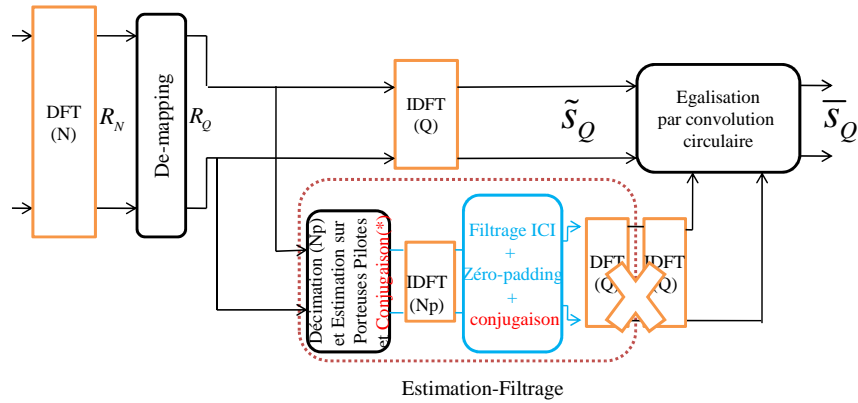 DFT
(N)
R_N
De-mapping
R_Q
IDFT
(Q)
s̃_Q
Egalisation
par convolution
circulaire
s̅_Q
Décimation (Np)
et Estimation sur
Porteuses Pilotes
et Conjugaison(*)
IDFT
(Np)
Filtrage ICI
+
Zéro-padding
+
conjugaison
DFT
(Q)
IDFT
(Q)
Estimation-Filtrage